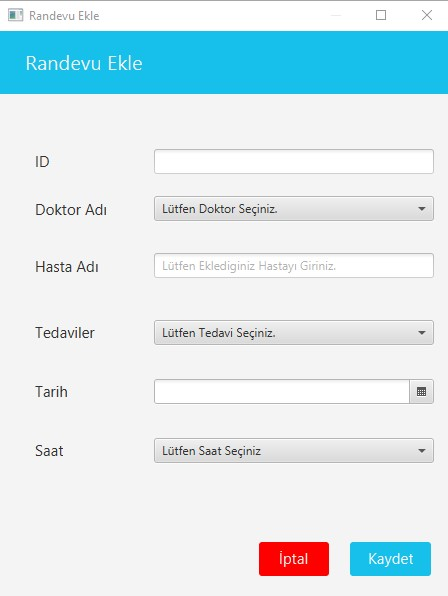 Randevu Ekle
Randevu Ekle
ID
Doktor Adı
Lütfen Doktor Seçiniz.
Hasta Adı
Lütfen Eklediginiz Hastayı Giriniz.
Tedaviler
Lütfen Tedavi Seçiniz.
Tarih
Saat
Lütfen Saat Seçiniz
İptal
Kaydet